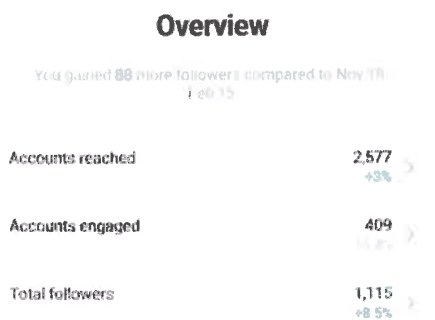 Overview
You gained 88 more followers compared to Nov 18-
Feb 15
Accounts reached
2,577
+3%
Accounts engaged
409
Total followers
1,115
+8.5%